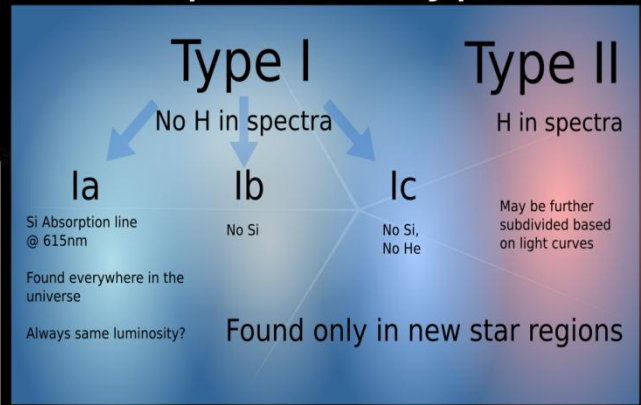 Type I
Type II
No H in spectra
H in spectra
Ia
Ib
Ic
Si Absorption line
@ 615nm
Found everywhere in the
universe
Always same luminosity?
No Si
No Si,
No He
May be further
subdivided based
on light curves
Found only in new star regions